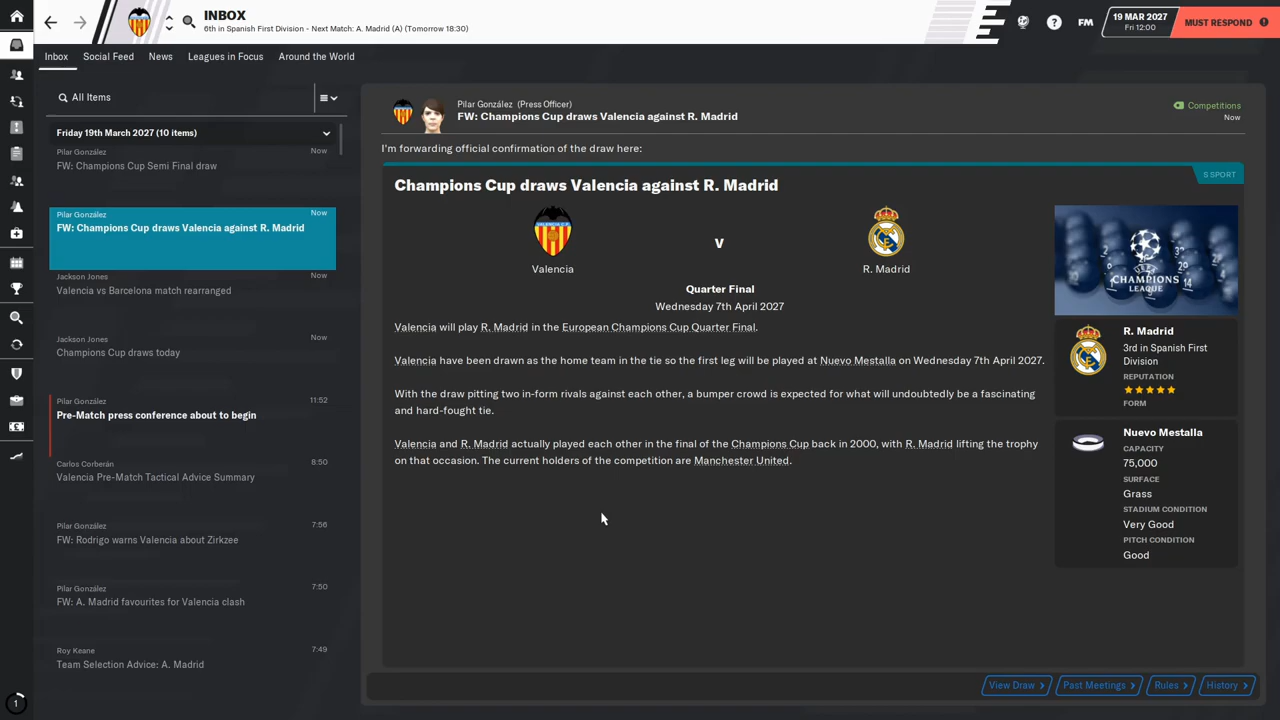 INBOX
6th in Spanish First Division - Next Match: A. Madrid (A) (Tomorrow 18:30)
FM
19 MAR 2027
Fri 12:00
MUST RESPOND
Inbox
Social Feed
News
Leagues in Focus
Around the World
All Items
Friday 19th March 2027 (10 items)
Pilar González
Now
FW: Champions Cup Semi Final draw
Pilar González
Now
FW: Champions Cup draws Valencia against R. Madrid
Jackson Jones
Now
Valencia vs Barcelona match rearranged
Jackson Jones
Now
Champions Cup draws today
Pilar González
11:52
Pre-Match press conference about to begin
Carlos Corberán
8:50
Valencia Pre-Match Tactical Advice Summary
Pilar González
7:56
FW: Rodrigo warns Valencia about Zirkzee
Pilar González
7:50
FW: A. Madrid favourites for Valencia clash
Roy Keane
7:49
Team Selection Advice: A. Madrid
1
Pilar González (Press Officer)
FW: Champions Cup draws Valencia against R. Madrid
Competitions
Now
I'm forwarding official confirmation of the draw here:
S SPORT
Champions Cup draws Valencia against R. Madrid
v
Valencia
R. Madrid
Quarter Final
Wednesday 7th April 2027
Valencia will play R. Madrid in the European Champions Cup Quarter Final.
Valencia have been drawn as the home team in the tie so the first leg will be played at Nuevo Mestalla on Wednesday 7th April 2027.
With the draw pitting two in-form rivals against each other, a bumper crowd is expected for what will undoubtedly be a fascinating
and hard-fought tie.
Valencia and R. Madrid actually played each other in the final of the Champions Cup back in 2000, with R. Madrid lifting the trophy
on that occasion. The current holders of the competition are Manchester United.
CHAMPIONS
LEAGUE
R. Madrid
3rd in Spanish First
Division
REPUTATION
FORM
Nuevo Mestalla
CAPACITY
75,000
SURFACE
Grass
STADIUM CONDITION
Very Good
PITCH CONDITION
Good
View Draw
Past Meetings
Rules
History